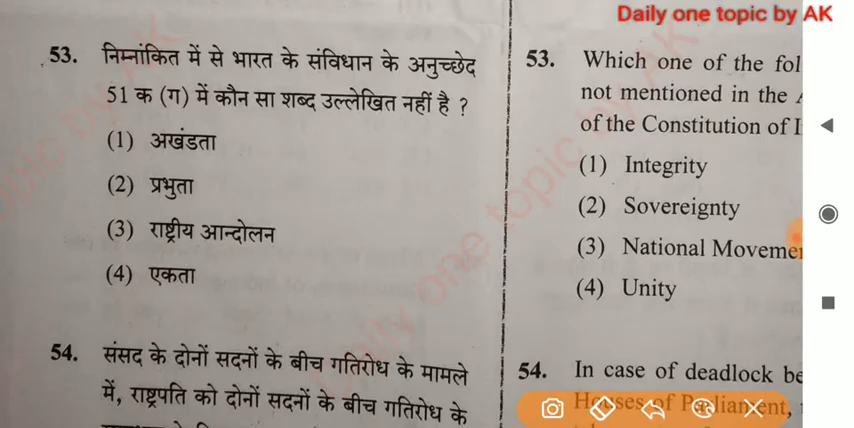 Daily one topic by AK
53. निम्नांकित में से भारत के संविधान के अनुच्छेद
51 क (ग) में कौन सा शब्द उल्लेखित नहीं है ?
(1) अखंडता
(2) प्रभुता
(3) राष्ट्रीय आन्दोलन
(4) एकता
54. संसद के दोनों सदनों के बीच गतिरोध के मामले
में, राष्ट्रपति को दोनों सदनों के बीच गतिरोध के
53. Which one of the fol
not mentioned in the
of the Constitution of I
(1) Integrity
(2) Sovereignty
(3) National Moveme
(4) Unity
54. In case of deadlock be
Houses of Parliament,